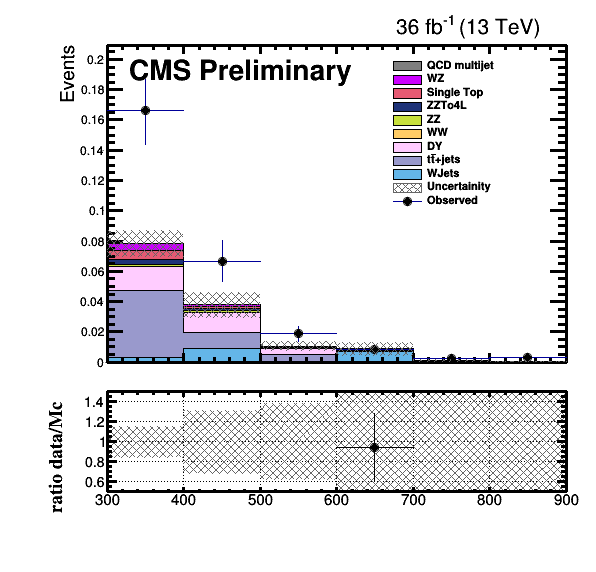 36 fb-1 (13 TeV)
CMS Preliminary
Events
0.2
0.18
0.16
0.14
0.12
0.1
0.08
0.06
0.04
0.02
0
QCD multijet
WZ
Single Top
ZZTo4L
ZZ
WW
DY
tt̄+jets
WJets
Uncertainity
Observed
ratio data/Mc
1.4
1.2
1
0.8
0.6
300 400 500 600 700 800 900